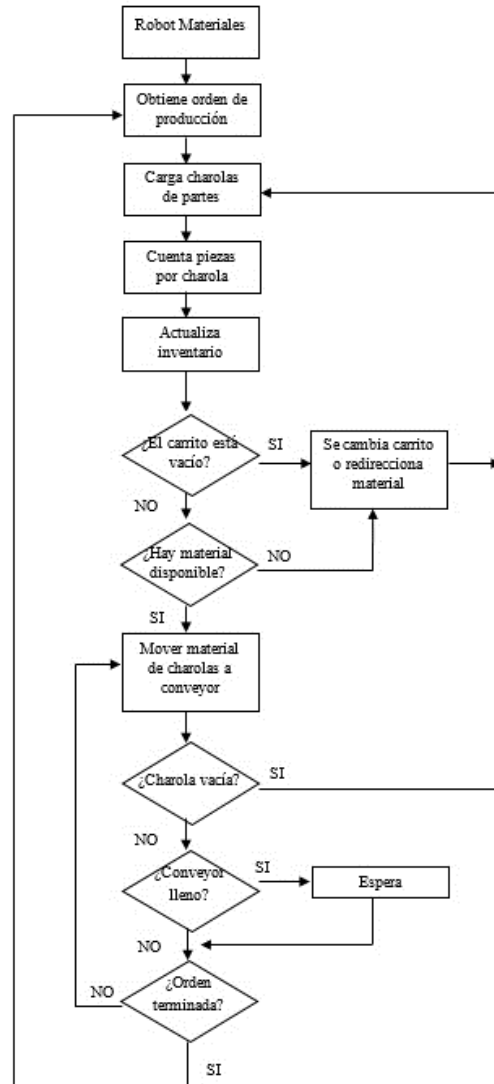 Robot Materiales
Obtiene orden de
producción
Carga charolas
de partes
Cuenta piezas
por charola
Actualiza
inventario
¿El carrito está
vacío?
SI
Se cambia carrito
o redirecciona
material
NO
¿Hay material
disponible?
NO
SI
Mover material
de charolas a
conveyor
¿Charola vacía?
SI
NO
¿Conveyor
lleno?
SI
Espera
NO
¿Orden
terminada?
NO
SI